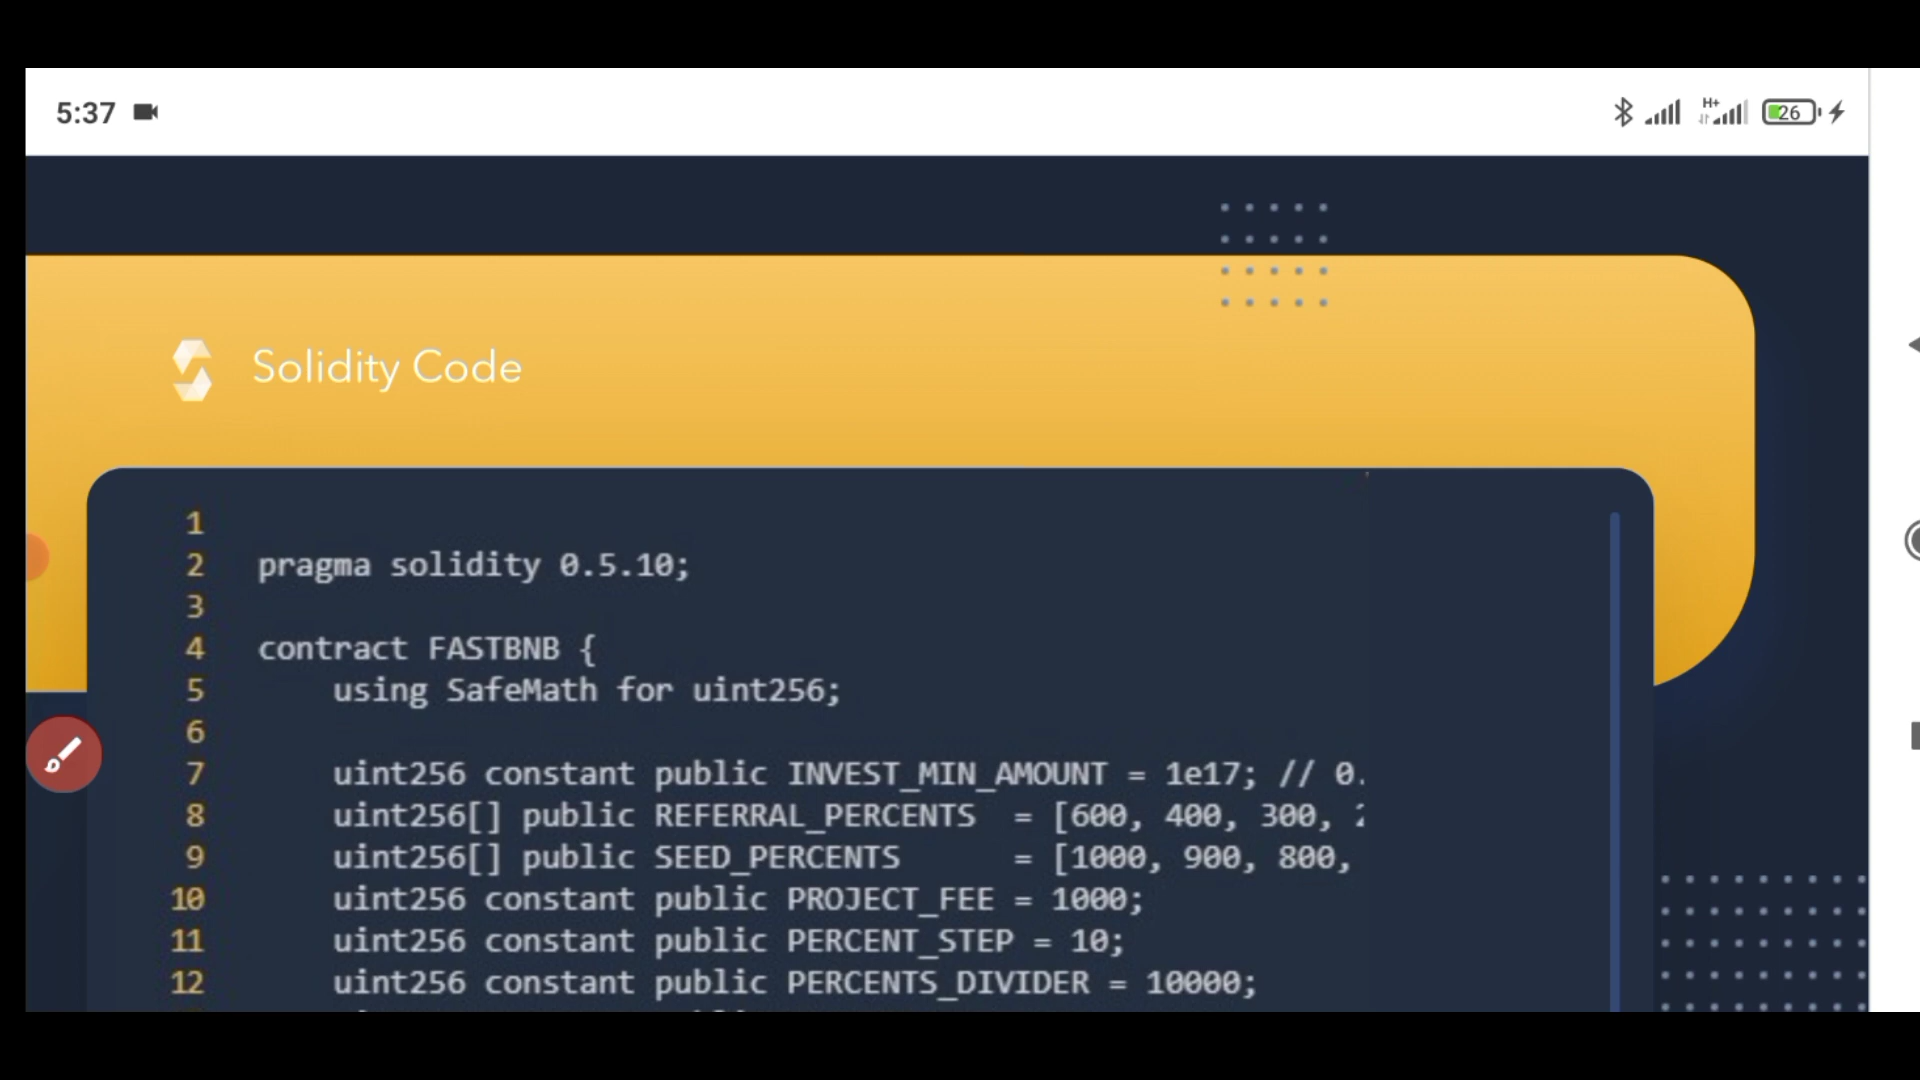 5:37
H+
26
Solidity Code
1
2 pragma solidity 0.5.10;
3
4 contract FASTBNB {
5 using SafeMath for uint256;
6
7 uint256 constant public INVEST_MIN_AMOUNT = 1e17; // 0.
8 uint256[] public REFERRAL_PERCENTS = [600, 400, 300,
9 uint256[] public SEED_PERCENTS = [1000, 900, 800,
10 uint256 constant public PROJECT_FEE = 1000;
11 uint256 constant public PERCENT_STEP = 10;
12 uint256 constant public PERCENTS_DIVIDER = 10000;